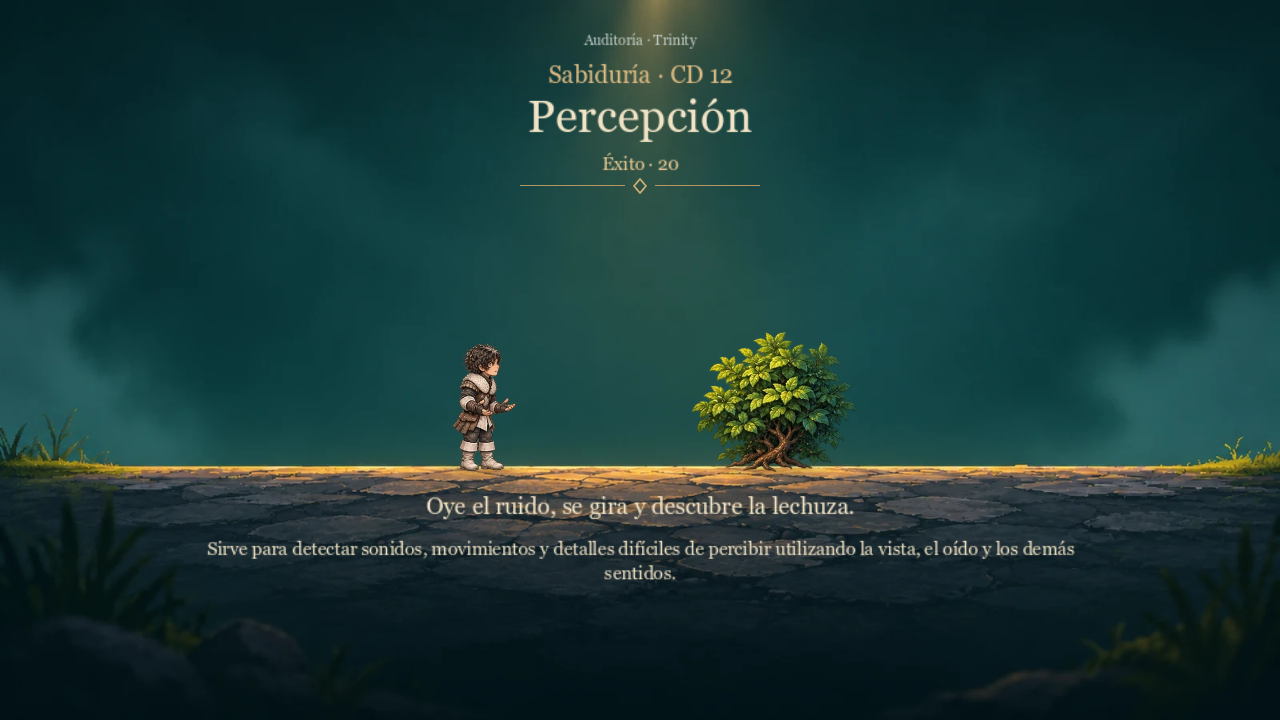 Auditoría · Trinity
Sabiduría · CD 12
Percepción
Éxito · 20
Oye el ruido, se gira y descubre la lechuza.
Sirve para detectar sonidos, movimientos y detalles difíciles de percibir utilizando la vista, el oído y los demás
sentidos.